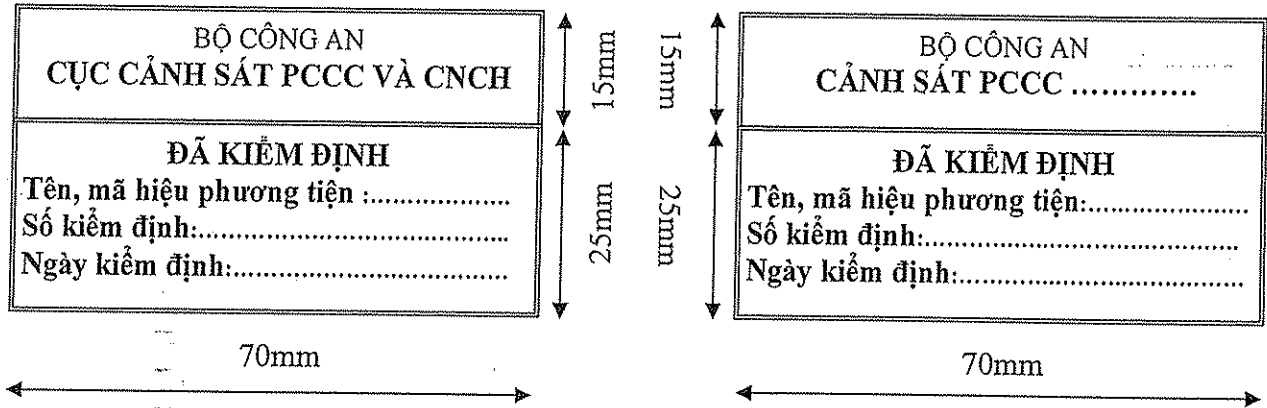 BỘ CÔNG AN
CỤC CẢNH SÁT PCCC VÀ CNCH
ĐÃ KIỂM ĐỊNH
Tên, mã hiệu phương tiện :...................
Số kiểm định:.......................................
Ngày kiểm định:...................................
15mm
25mm
70mm
15mm
25mm
BỘ CÔNG AN
CẢNH SÁT PCCC .............
ĐÃ KIỂM ĐỊNH
Tên, mã hiệu phương tiện:.....................
Số kiểm định:........................................
Ngày kiểm định:.....................................
70mm